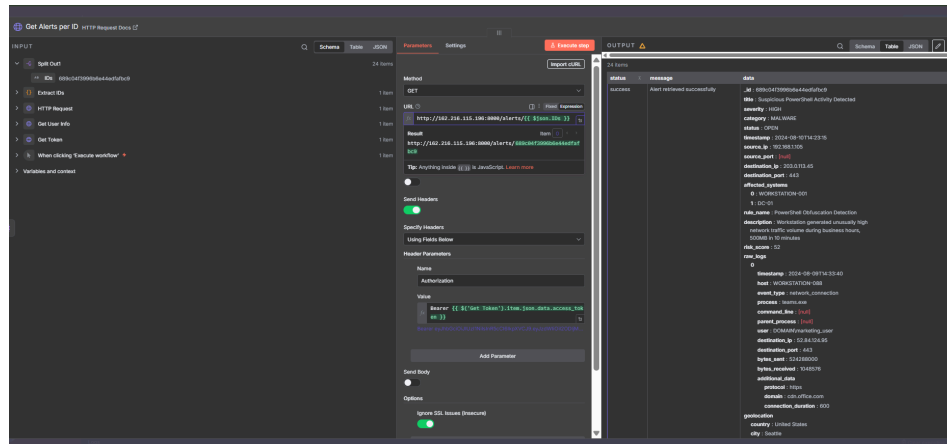 Get Alerts per ID HTTP Request Docs
INPUT
Schema Table JSON
Split Out1 24 items
IDs 689c04f3996b6e44edfafbc9
Extract IDs 1 item
HTTP Request 1 item
Get User Info 1 item
Get Token 1 item
When clicking 'Execute workflow' 1 item
Variables and context
Parameters Settings Execute step
Import cURL
Method
GET
URL Fixed Expression
http://162.216.115.196:8000/alerts/{{ $json.IDs }}
Result Item
http://162.216.115.196:8000/alerts/689c04f3996b6e44edfaf
bc9
Tip: Anything inside {{ }} is JavaScript. Learn more
Send Headers
Specify Headers
Using Fields Below
Header Parameters
Name
Authorization
Value
Bearer {{ $('Get Token').item.json.data.access_tok
en }}
Add Parameter
Send Body
Options
Ignore SSL Issues (Insecure)
OUTPUT
Schema Table JSON
24 items
status message data
success Alert retrieved successfully
_id : 689c04f3996b6e44edfafbc9
title : Suspicious PowerShell Activity Detected
severity : HIGH
category : MALWARE
status : OPEN
timestamp : 2024-08-10T14:23:15
source_ip : 192.168.1.105
source_port : [null]
destination_ip : 203.0.113.45
destination_port : 443
affected_systems
0 : WORKSTATION-001
1 : DC-01
rule_name : PowerShell Obfuscation Detection
description : Workstation generated unusually high
network traffic volume during business hours,
500MB in 10 minutes
risk_score : 52
raw_logs
0
timestamp : 2024-08-09T14:33:40
host : WORKSTATION-088
event_type : network_connection
process : teams.exe
command_line : [null]
parent_process : [null]
user : DOMAIN\marketing_user
destination_ip : 52.84.124.95
destination_port : 443
bytes_sent : 524288000
bytes_received : 1048576
additional_data
protocol : https
domain : cdn.office.com
connection_duration : 600
geolocation
country : United States
city : Seattle